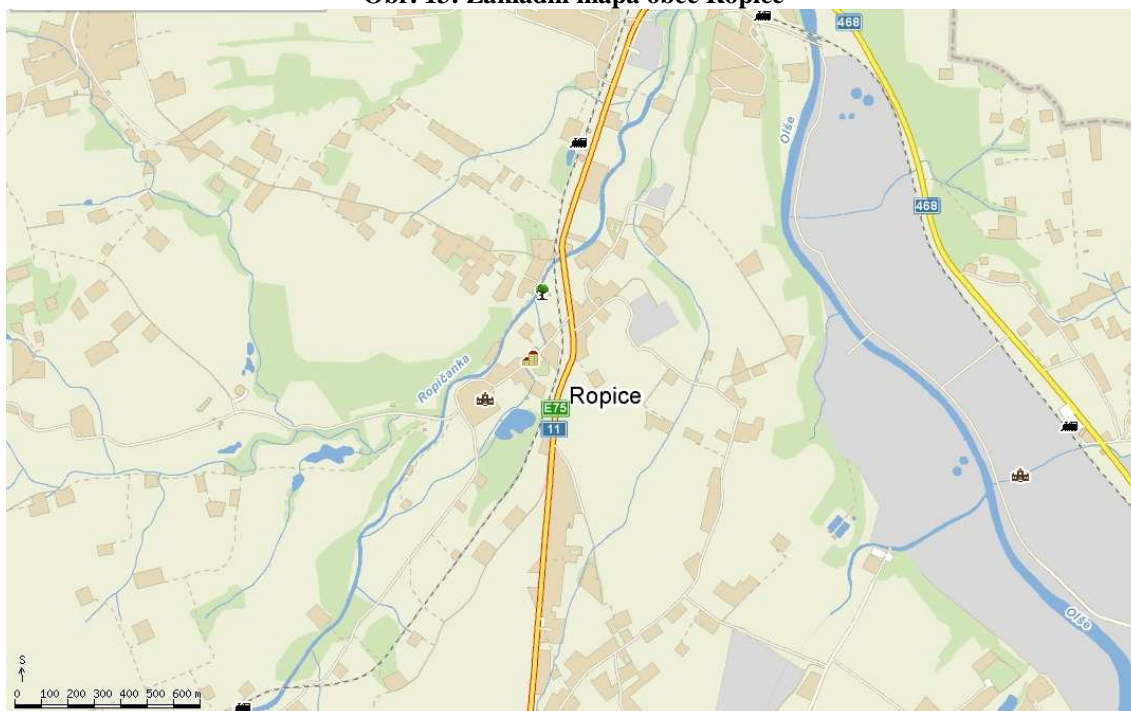 Obr. 13: Základní mapa obce Ropice
468
Olše
468
Ropičanka
Ropice
E75
11
Olše
S
0 100 200 300 400 500 600 m